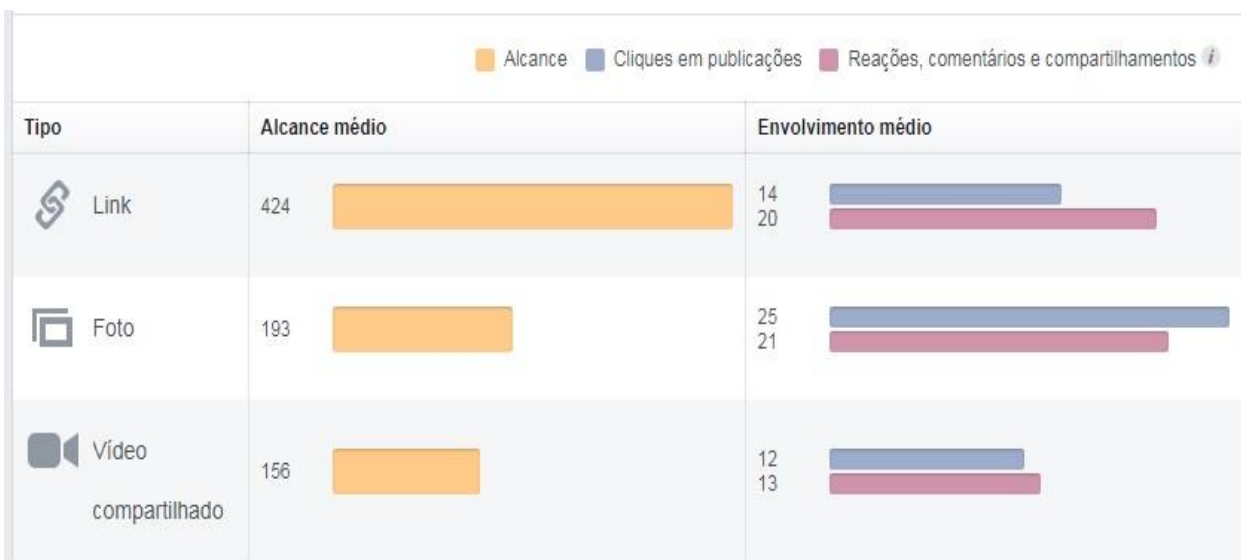 Alcance Cliques em publicações Reações, comentários e compartilhamentos i
Tipo Alcance médio Envolvimento médio
Link 424 14
20
Foto 193 25
21
Vídeo
compartilhado
156 12
13